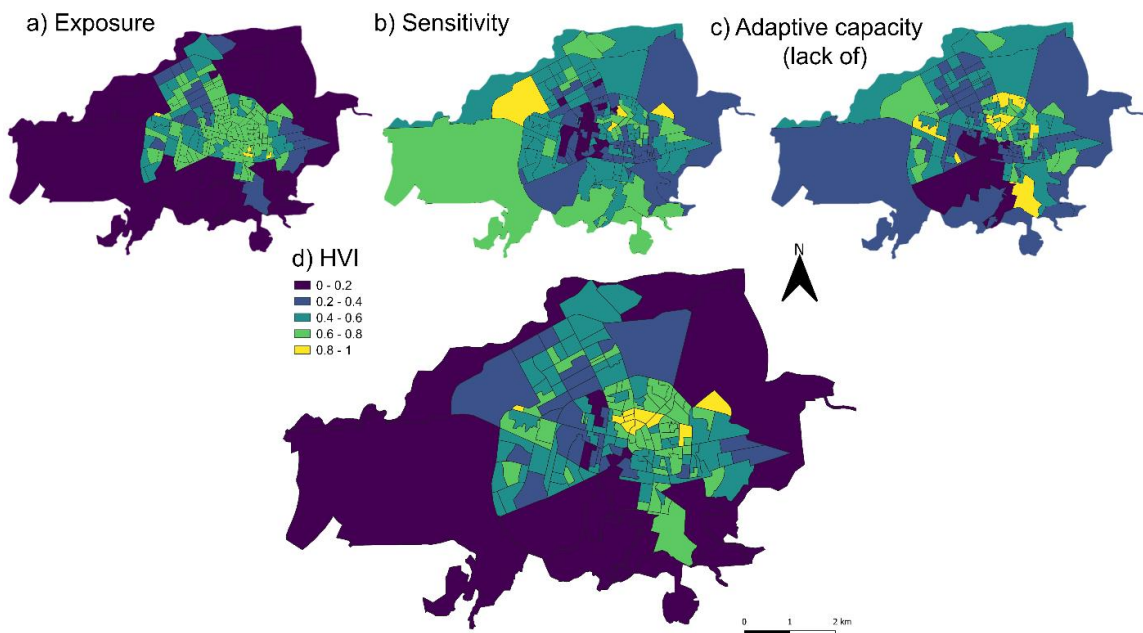 a) Exposure
b) Sensitivity
c) Adaptive capacity
(lack of)
d) HVI
0 - 0.2
0.2 - 0.4
0.4 - 0.6
0.6 - 0.8
0.8 - 1
N
0 1 2 km